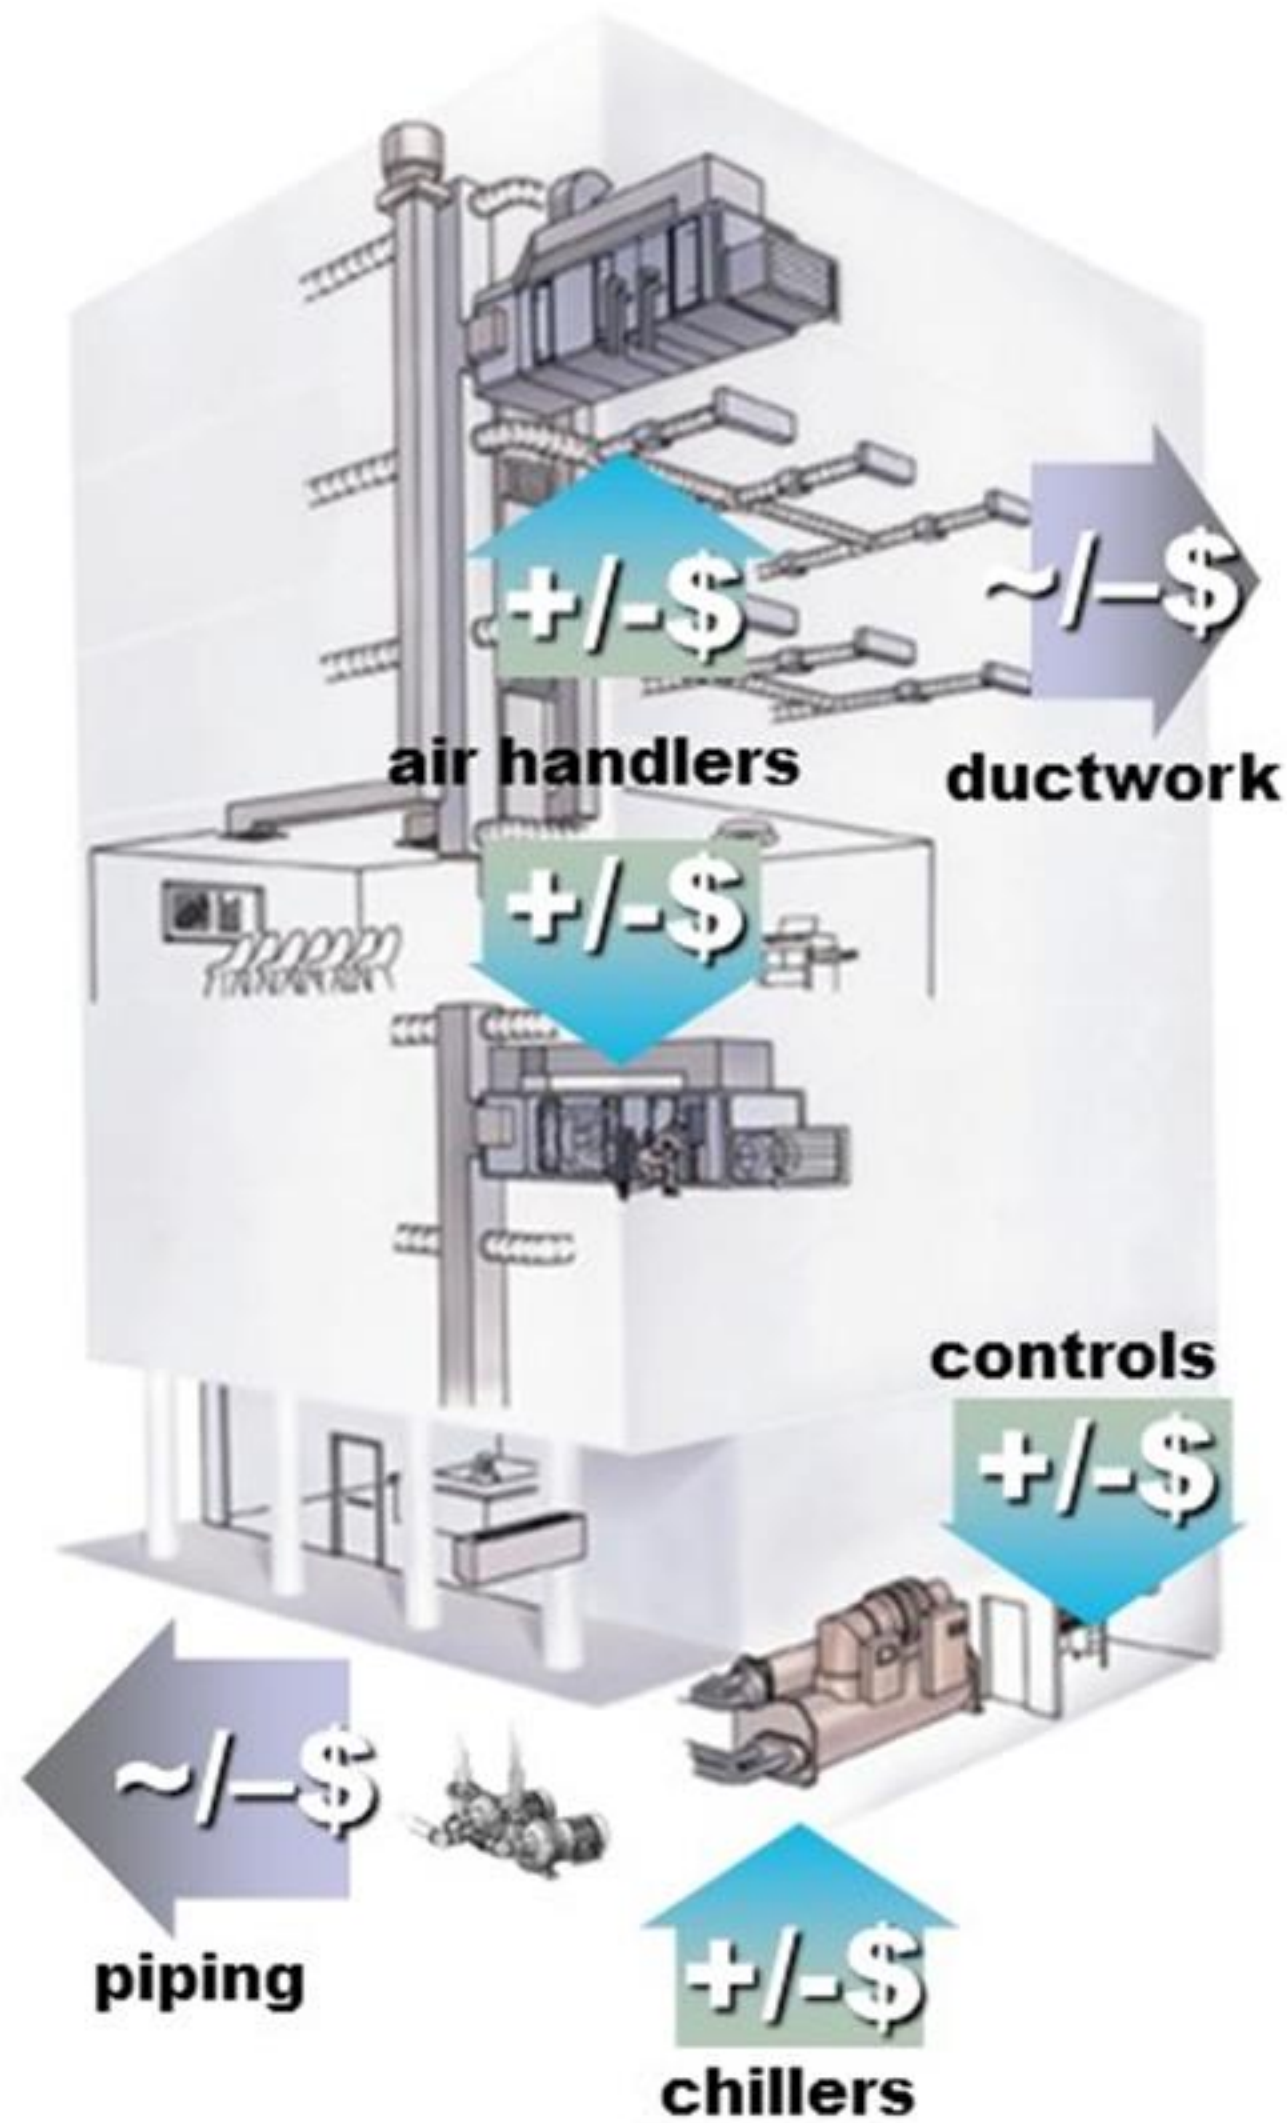 +/-$
~/–$
air handlers
ductwork
+/-$
controls
+/-$
~/–$
piping
+/-$
chillers